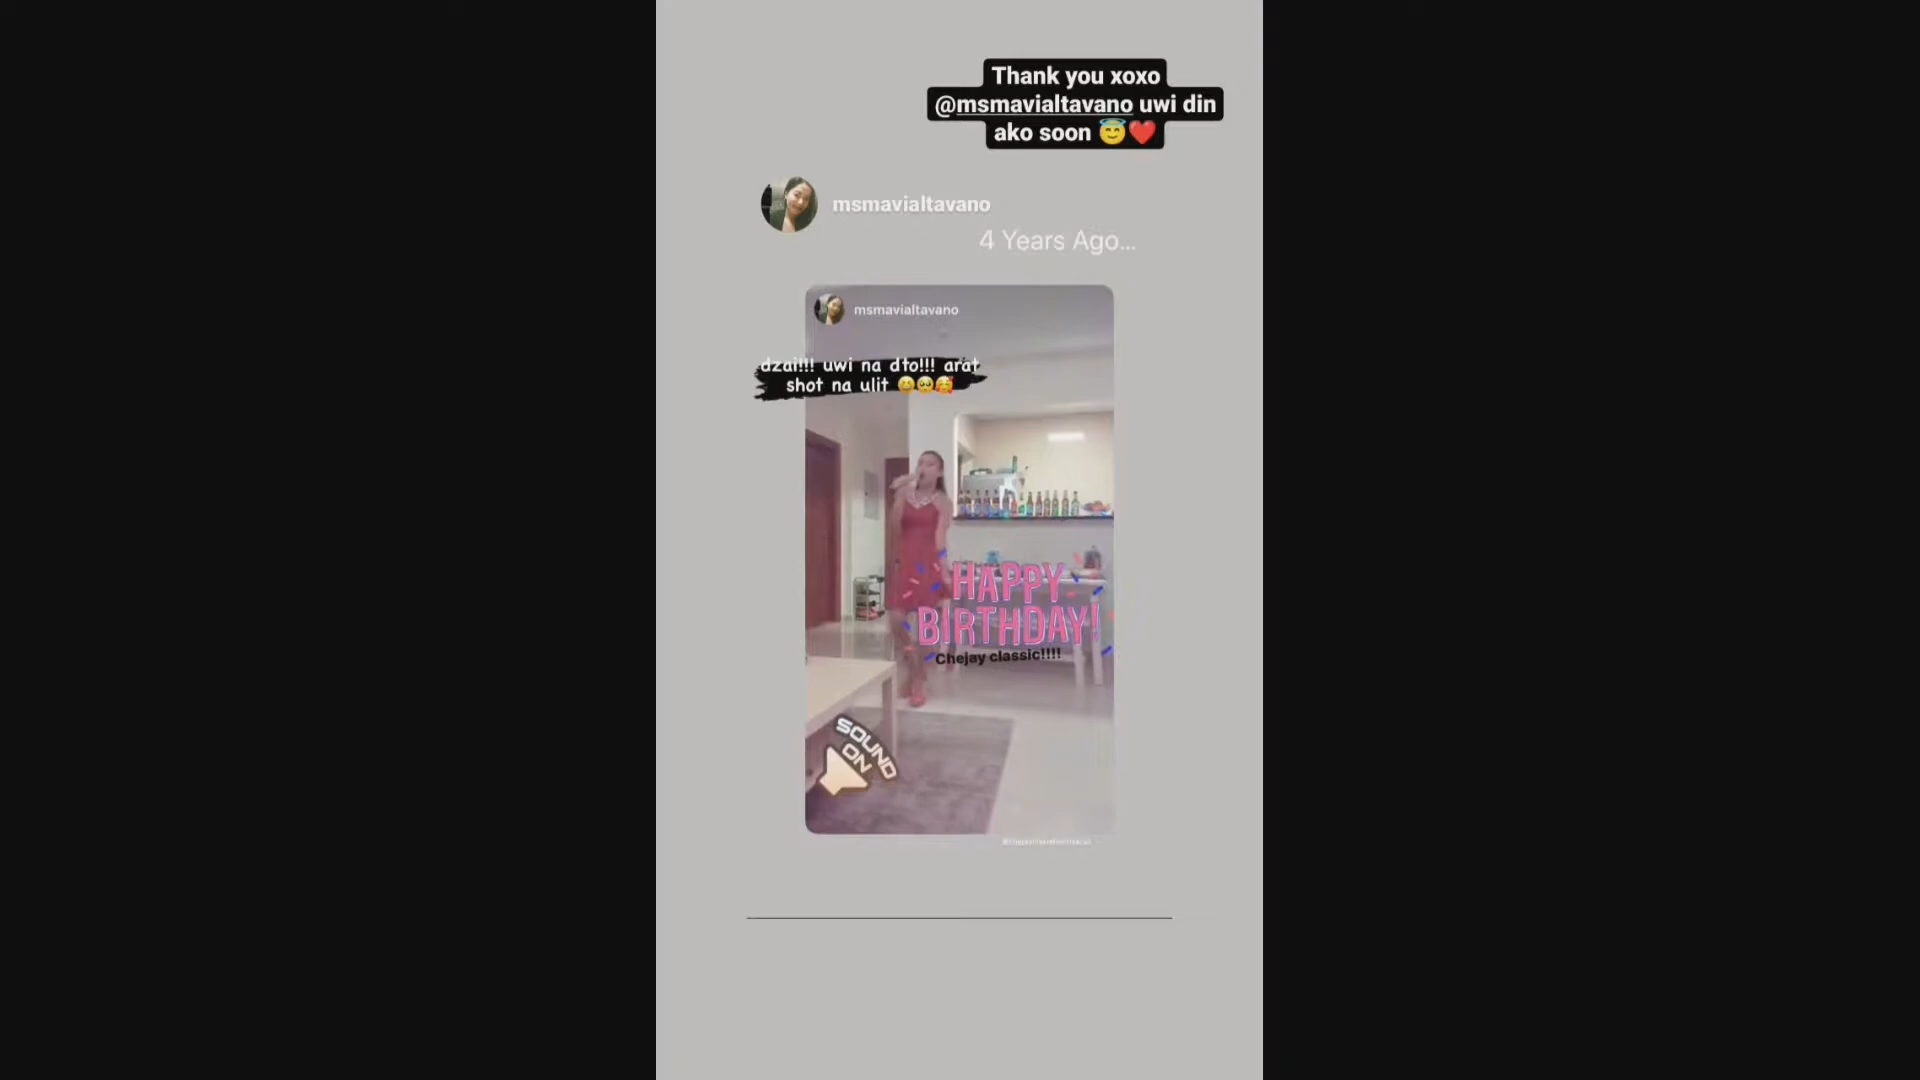 Thank you xoxo
@msmavialtavano uwi din
ako soon 😇❤️
msmavialtavano
4 Years Ago...
msmavialtavano
dzai!!! uwi na dto!!! arat
shot na ulit 😆🥺🥰
HAPPY
BIRTHDAY!
Chejay classic!!!!
SOUND
ON